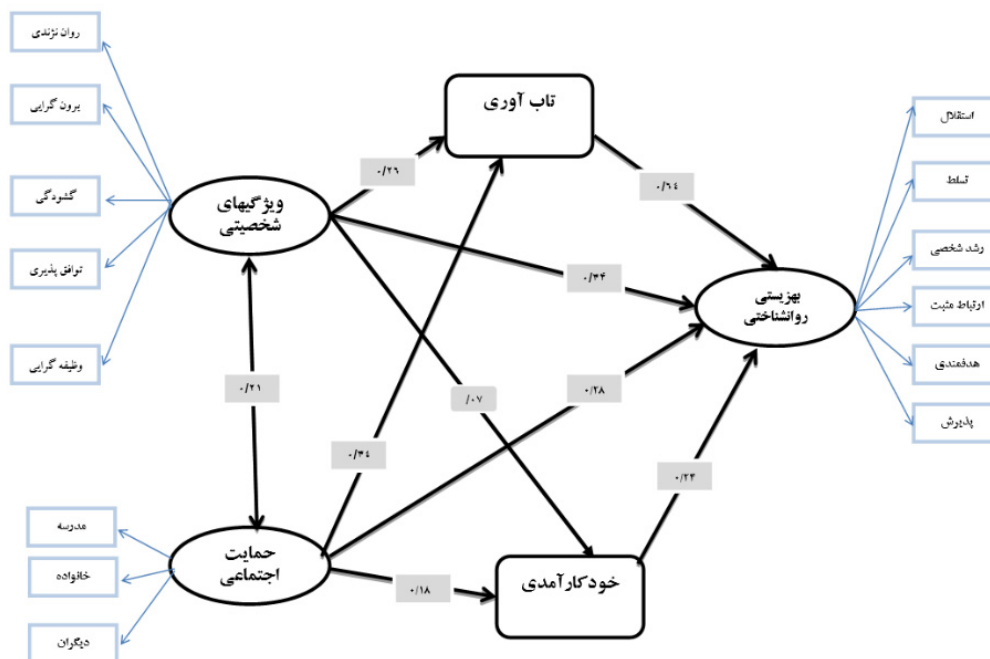 روان نژندی
برون گرایی
گشودگی
توافق پذیری
وظیفه گرایی
ویژگیهای
شخصیتی
تاب آوری
استقلال
تسلط
رشد شخصی
ارتباط مثبت
هدفمندی
پذیرش
بهزیستی
روانشناختی
۰/۲۶
۰/۶٤
۰/۳۴
۰/۲۱
۰/۲۸
/۰۷
۰/۳٤
۰/۲۳
۰/۱۸
مدرسه
خانواده
دیگران
حمایت
اجتماعی
خودکارآمدی